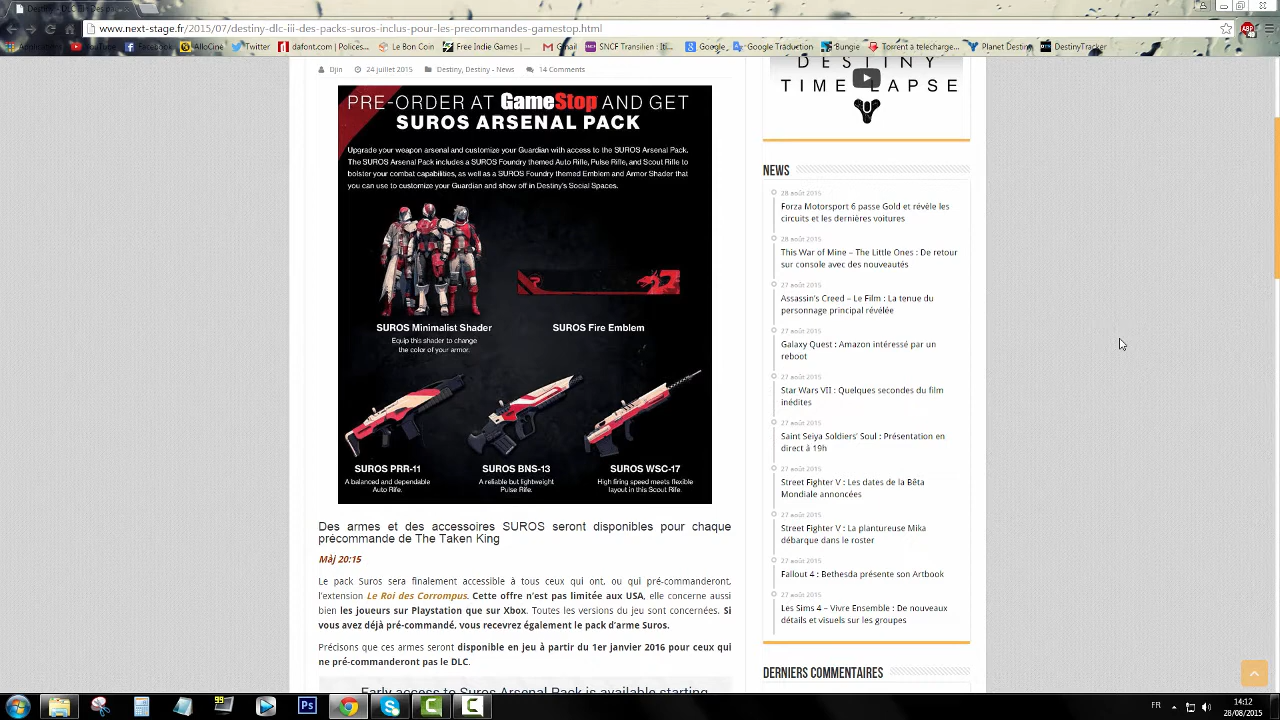 www.next-stage.fr/2015/07/destiny-dlc-iii-des-packs-suros-inclus-pour-les-precommandes-gamestop.html
YouTube
Facebook
AlloCine
Twitter
dafont.com | Polices...
Le Bon Coin
Free Indie Games | ...
Gmail
SNCF Transilien : Iti...
Google
Google Traduction
Bungie
Torrent à telecharge...
Planet Destiny
DestinyTracker
Djin
24 juillet 2015
Destiny, Destiny - News
14 Comments
PRE-ORDER AT GameStop AND GET
SUROS ARSENAL PACK
Upgrade your weapon arsenal and customize your Guardian with access to the SUROS Arsenal Pack.
The SUROS Arsenal Pack includes a SUROS Foundry themed Auto Rifle, Pulse Rifle, and Scout Rifle to
bolster your combat capabilities, as well as a SUROS Foundry themed Emblem and Armor Shader that
you can use to customize your Guardian and show off in Destiny's Social Spaces.
SUROS Minimalist Shader
Equip this shader to change
the color of your armor.
SUROS Fire Emblem
SUROS PRR-11
A balanced and dependable
Auto Rifle.
SUROS BNS-13
A reliable but lightweight
Pulse Rifle.
SUROS WSC-17
High firing speed meets flexible
layout in this Scout Rifle.
Des armes et des accessoires SUROS seront disponibles pour chaque
précommande de The Taken King
Màj 20:15
Le pack Suros sera finalement accessible à tous ceux qui ont, ou qui pré-commanderont,
l'extension Le Roi des Corrompus. Cette offre n'est pas limitée aux USA, elle concerne aussi
bien les joueurs sur Playstation que sur Xbox. Toutes les versions du jeu sont concernées. Si
vous avez déjà pré-commandé, vous recevrez également le pack d'arme Suros.
Précisons que ces armes seront disponible en jeu à partir du 1er janvier 2016 pour ceux qui
ne pré-commanderont pas le DLC.
Early access to Suros Arsenal Pack is available starting
DESTINY
TIME LAPSE
NEWS
28 août 2015
Forza Motorsport 6 passe Gold et révèle les
circuits et les dernières voitures
28 août 2015
This War of Mine – The Little Ones : De retour
sur console avec des nouveautés
27 août 2015
Assassin's Creed – Le Film : La tenue du
personnage principal révélée
27 août 2015
Galaxy Quest : Amazon intéressé par un
reboot
27 août 2015
Star Wars VII : Quelques secondes du film
inédites
27 août 2015
Saint Seiya Soldiers' Soul : Présentation en
direct à 19h
27 août 2015
Street Fighter V : Les dates de la Bêta
Mondiale annoncées
27 août 2015
Street Fighter V : La plantureuse Mika
débarque dans le roster
27 août 2015
Fallout 4 : Bethesda présente son Artbook
27 août 2015
Les Sims 4 – Vivre Ensemble : De nouveaux
détails et visuels sur les groupes
DERNIERS COMMENTAIRES
FR
14:12
28/08/2015